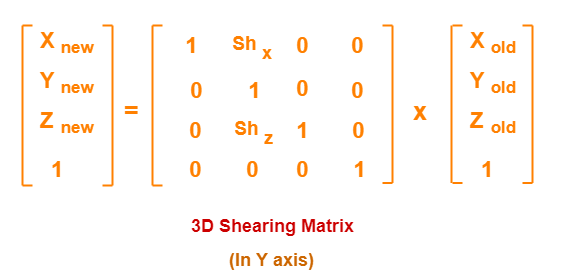 X new 1 Sh x 0 0 X old
Y new 0 1 0 0 Y old
Z new = 0 Sh z 1 0 x Z old
1 0 0 0 1 1
3D Shearing Matrix
(In Y axis)